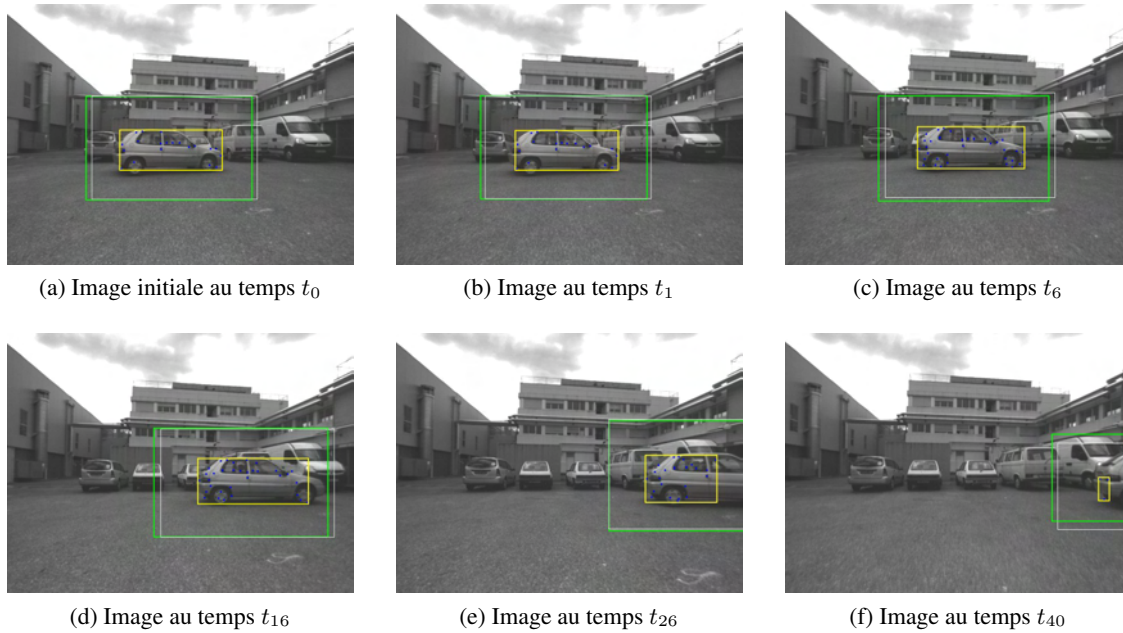 (a) Image initiale au temps t₀
(b) Image au temps t₁
(c) Image au temps t₆
(d) Image au temps t₁₆
(e) Image au temps t₂₆
(f) Image au temps t₄₀